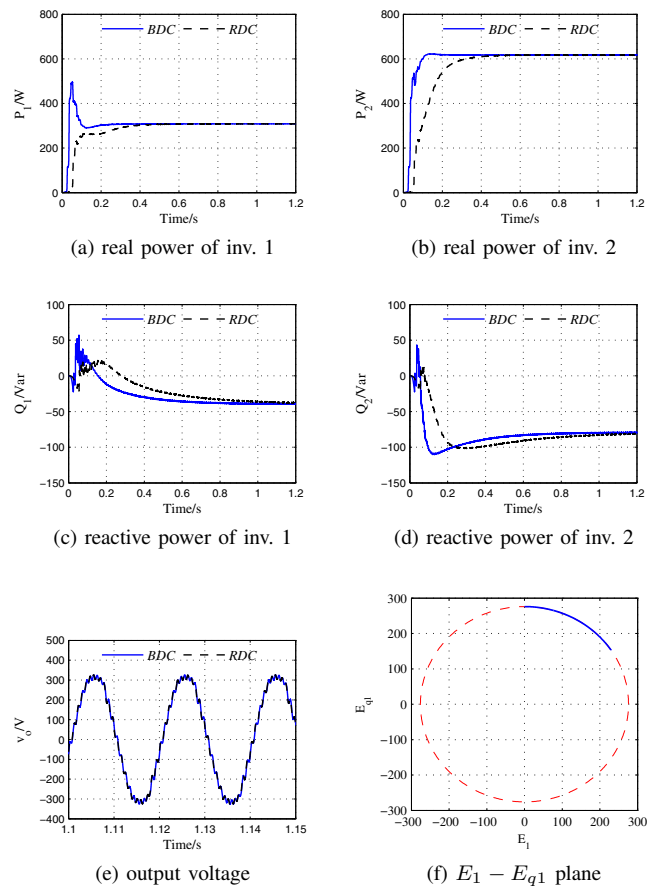 800
600
400
200
0
P1/W
BDC RDC
0 0.2 0.4 0.6 0.8 1 1.2
Time/s
(a) real power of inv. 1
800
600
400
200
0
P2/W
BDC RDC
0 0.2 0.4 0.6 0.8 1 1.2
Time/s
(b) real power of inv. 2
100
50
0
−50
−100
−150
Q1/Var
BDC RDC
0 0.2 0.4 0.6 0.8 1 1.2
Time/s
(c) reactive power of inv. 1
100
50
0
−50
−100
−150
Q2/Var
BDC RDC
0 0.2 0.4 0.6 0.8 1 1.2
Time/s
(d) reactive power of inv. 2
500
400
300
200
100
0
−100
−200
−300
−400
vo/V
BDC RDC
1.1 1.11 1.12 1.13 1.14 1.15
Time/s
(e) output voltage
300
200
100
0
−100
−200
−300
Eq1
−300 −200 −100 0 100 200 300
E1
(f) E1 − Eq1 plane